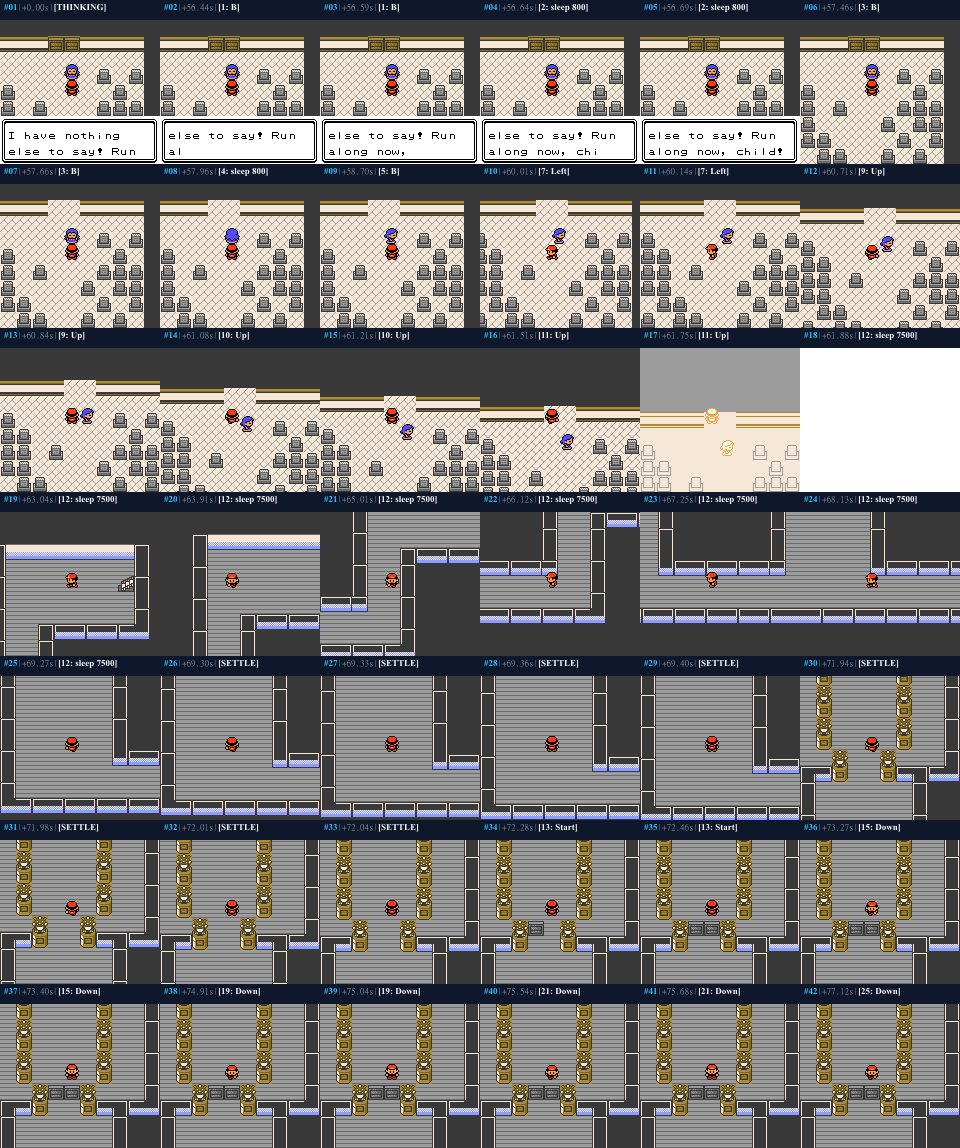 #01|+0.00s|[THINKING]
#02|+56.44s|[1: B]
#03|+56.59s|[1: B]
#04|+56.64s|[2: sleep 800]
#05|+56.69s|[2: sleep 800]
#06|+57.46s|[3: B]
I have nothing
else to say! Run
else to say! Run
al
else to say! Run
along now,
else to say! Run
along now, chi
else to say! Run
along now, child!
#07|+57.66s|[3: B]
#08|+57.96s|[4: sleep 800]
#09|+58.70s|[5: B]
#10|+60.01s|[7: Left]
#11|+60.14s|[7: Left]
#12|+60.71s|[9: Up]
#13|+60.84s|[9: Up]
#14|+61.08s|[10: Up]
#15|+61.21s|[10: Up]
#16|+61.51s|[11: Up]
#17|+61.75s|[11: Up]
#18|+61.88s|[12: sleep 7500]
#19|+63.04s|[12: sleep 7500]
#20|+63.91s|[12: sleep 7500]
#21|+65.01s|[12: sleep 7500]
#22|+66.12s|[12: sleep 7500]
#23|+67.25s|[12: sleep 7500]
#24|+68.13s|[12: sleep 7500]
#25|+69.27s|[12: sleep 7500]
#26|+69.30s|[SETTLE]
#27|+69.33s|[SETTLE]
#28|+69.36s|[SETTLE]
#29|+69.40s|[SETTLE]
#30|+71.94s|[SETTLE]
#31|+71.98s|[SETTLE]
#32|+72.01s|[SETTLE]
#33|+72.04s|[SETTLE]
#34|+72.28s|[13: Start]
#35|+72.46s|[13: Start]
#36|+73.27s|[15: Down]
#37|+73.40s|[15: Down]
#38|+74.91s|[19: Down]
#39|+75.04s|[19: Down]
#40|+75.54s|[21: Down]
#41|+75.68s|[21: Down]
#42|+77.12s|[25: Down]